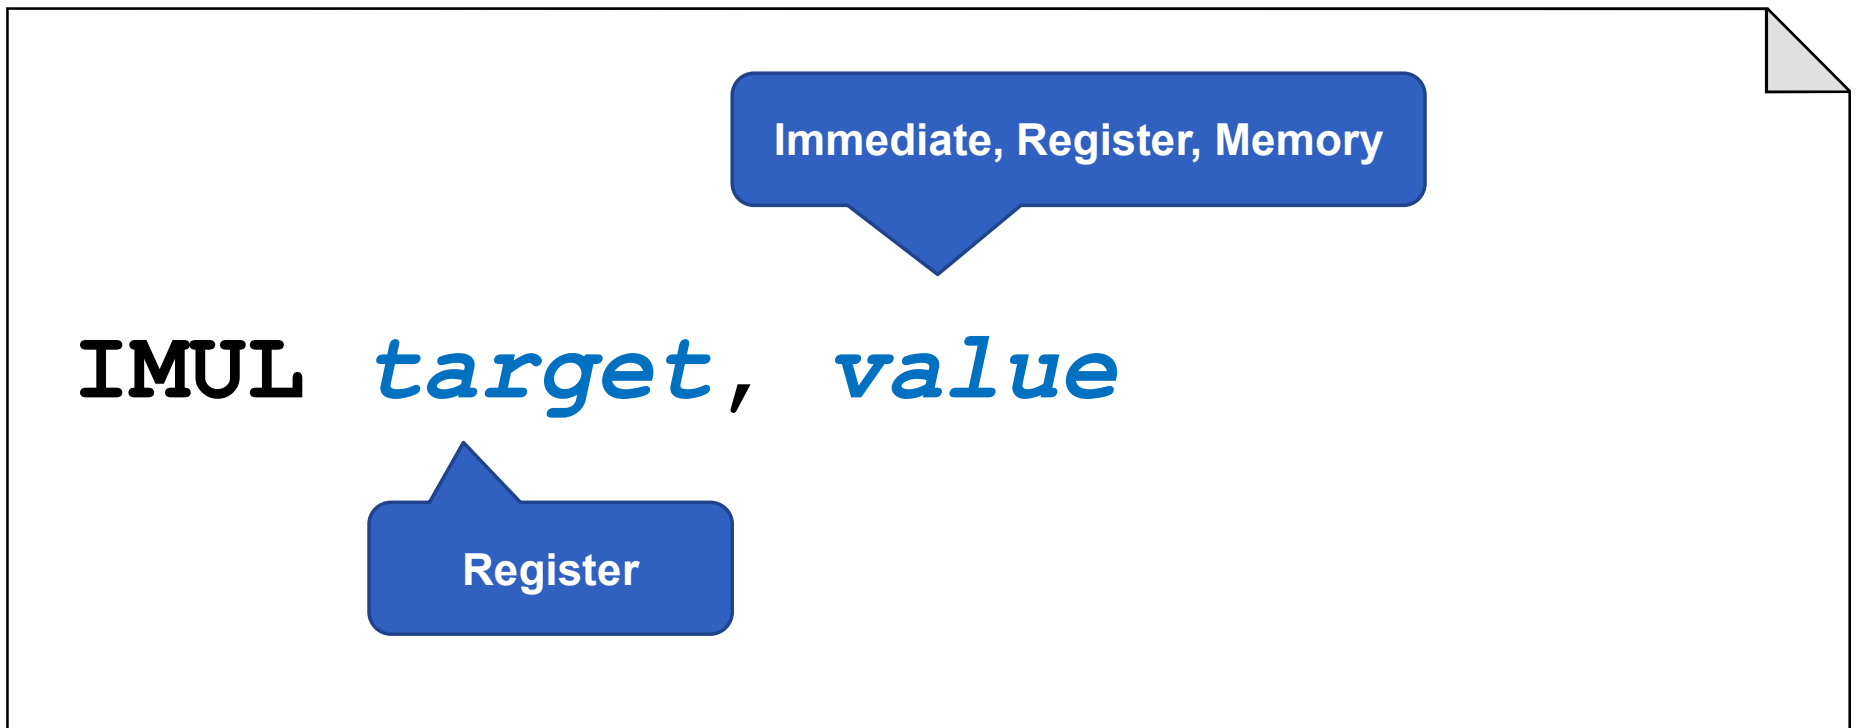 Immediate, Register, Memory
IMUL target, value
Register